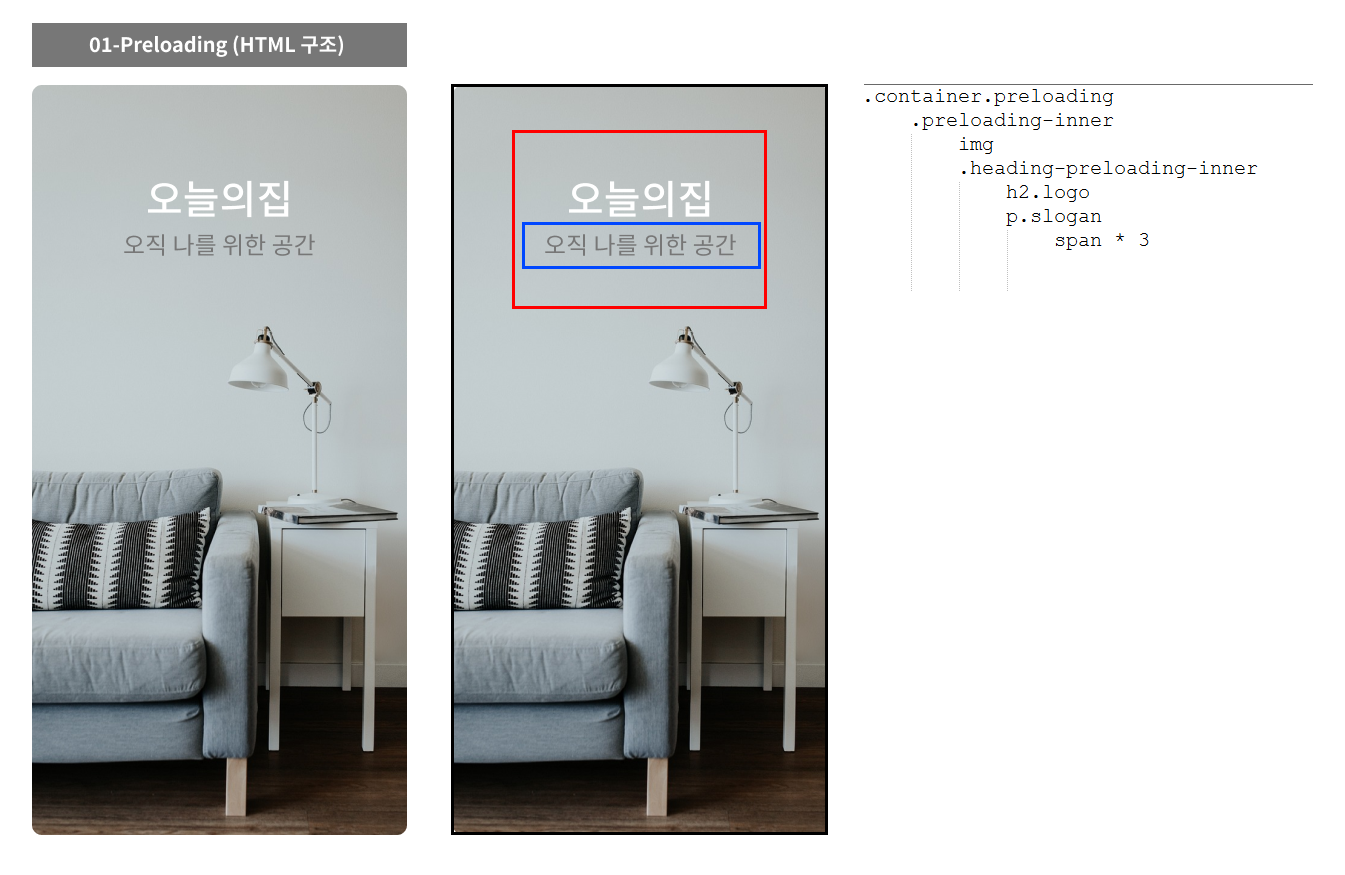 01-Preloading (HTML 구조)
오늘의집
오직 나를 위한 공간
오늘의집
오직 나를 위한 공간
.container.preloading
.preloading-inner
img
.heading-preloading-inner
h2.logo
p.slogan
span * 3